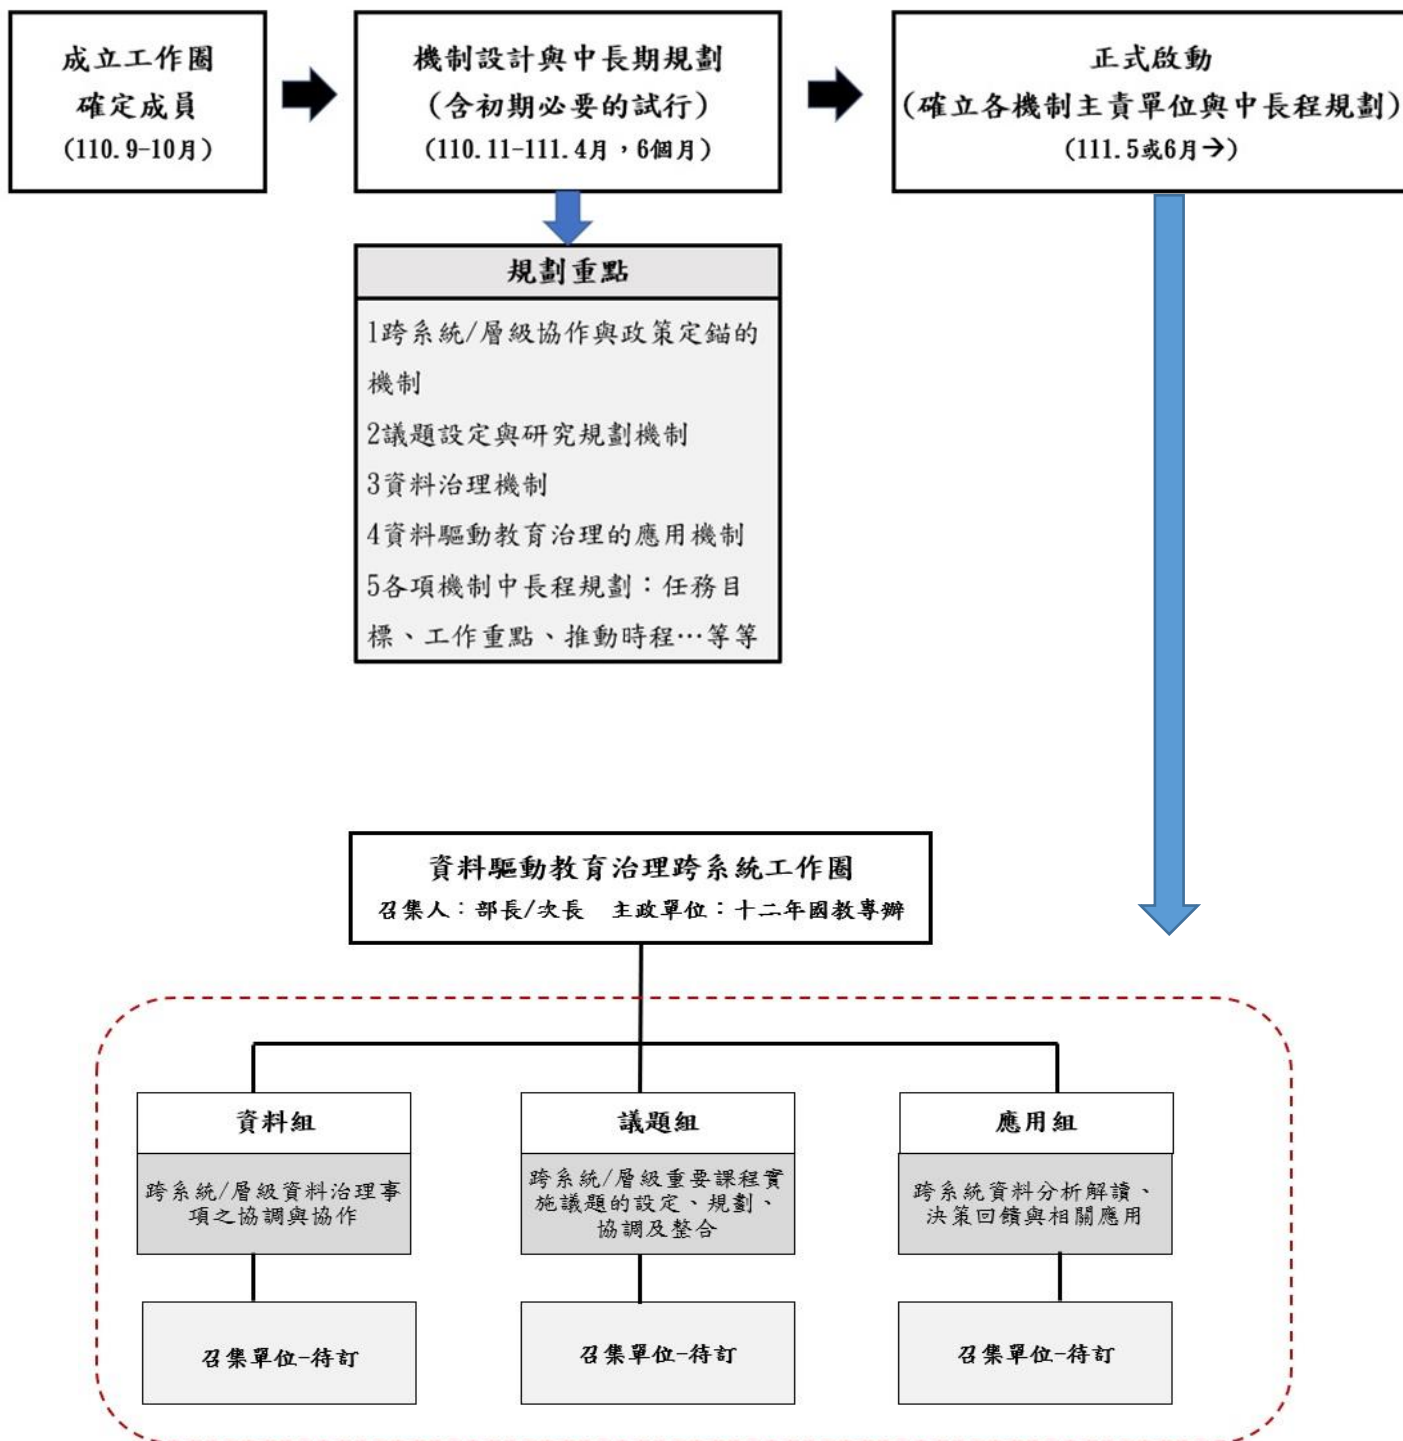 成立工作圈
確定成員
(110.9-10月)
機制設計與中長期規劃
(含初期必要的試行)
(110.11-111.4月，6個月)
正式啟動
(確立各機制主責單位與中長程規劃)
(111.5或6月→)
規劃重點
1跨系統/層級協作與政策定錨的
機制
2議題設定與研究規劃機制
3資料治理機制
4資料驅動教育治理的應用機制
5各項機制中長程規劃：任務目
標、工作重點、推動時程…等等
資料驅動教育治理跨系統工作圈
召集人：部長/次長 主政單位：十二年國教專辦
資料組
跨系統/層級資料治理事
項之協調與協作
召集單位-待訂
議題組
跨系統/層級重要課程實
施議題的設定、規劃、
協調及整合
召集單位-待訂
應用組
跨系統資料分析解讀、
決策回饋與相關應用
召集單位-待訂